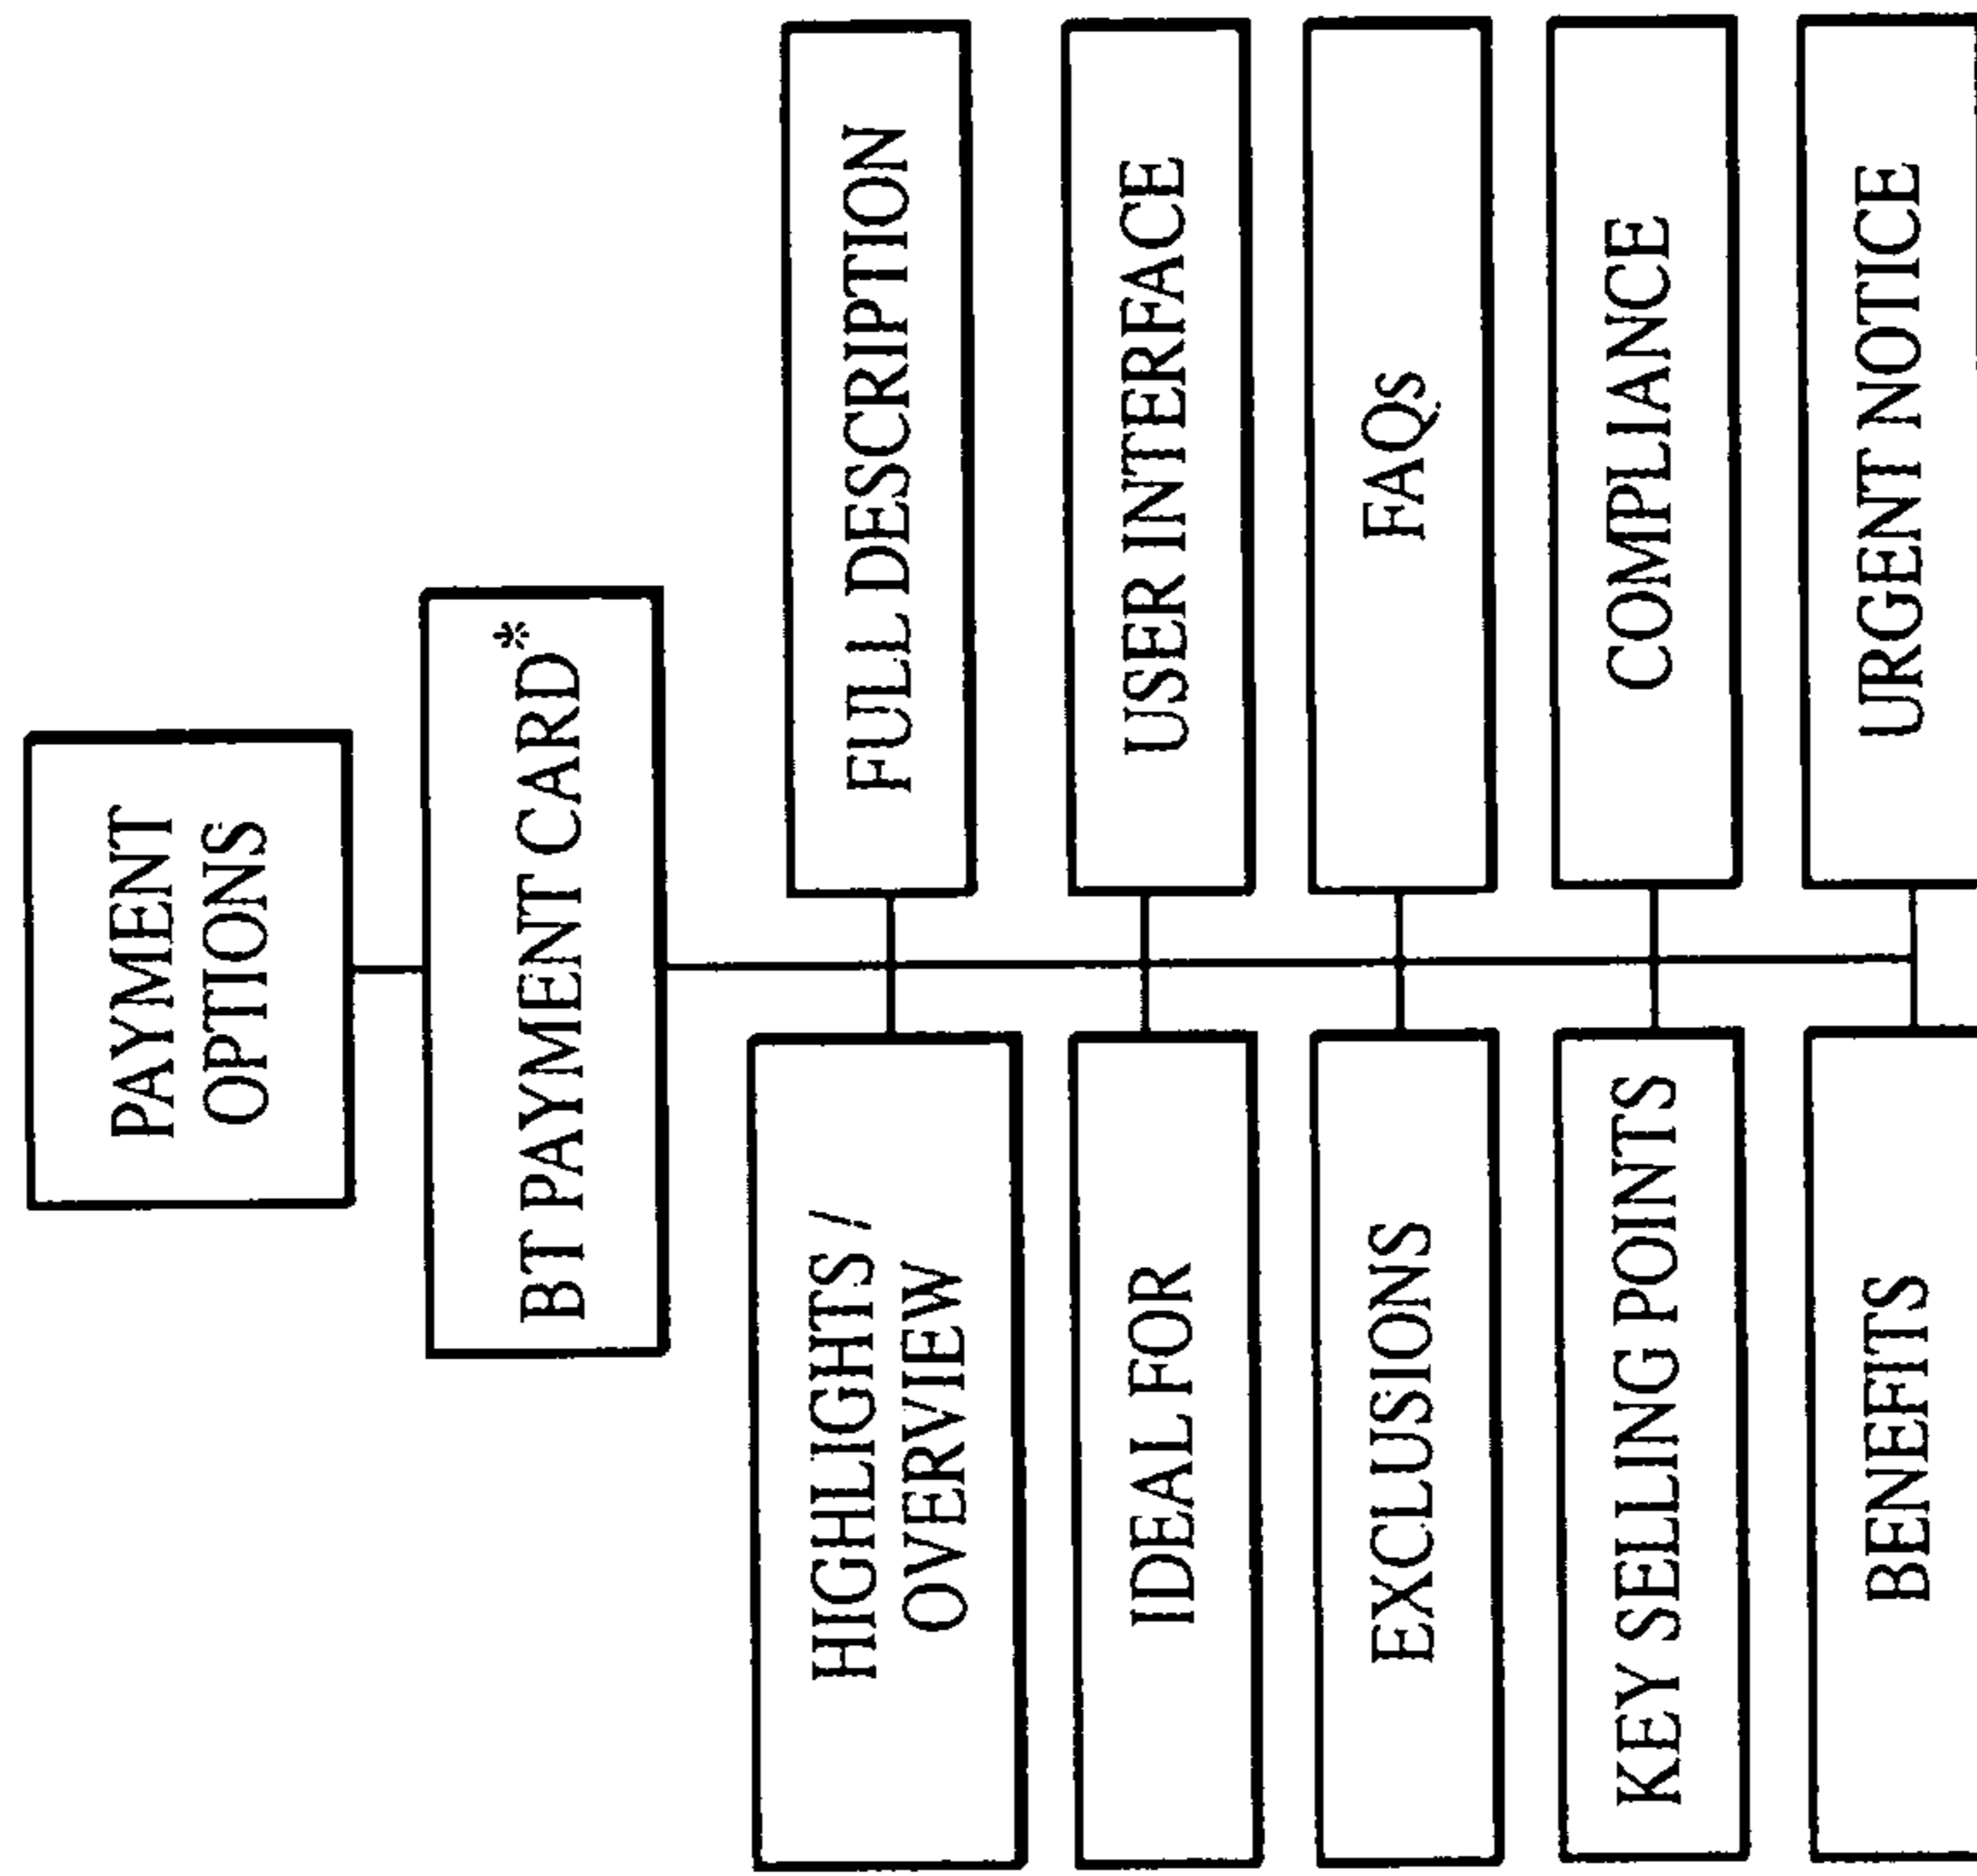 PAYMENT
OPTIONS
BT PAYMENT CARD*
HIGHLIGHTS /
OVERVIEW
FULL DESCRIPTION
IDEAL FOR
USER INTERFACE
EXCLUSIONS
FAQs
KEY SELLING POINTS
COMPLIANCE
BENEFITS
URGENT NOTICE